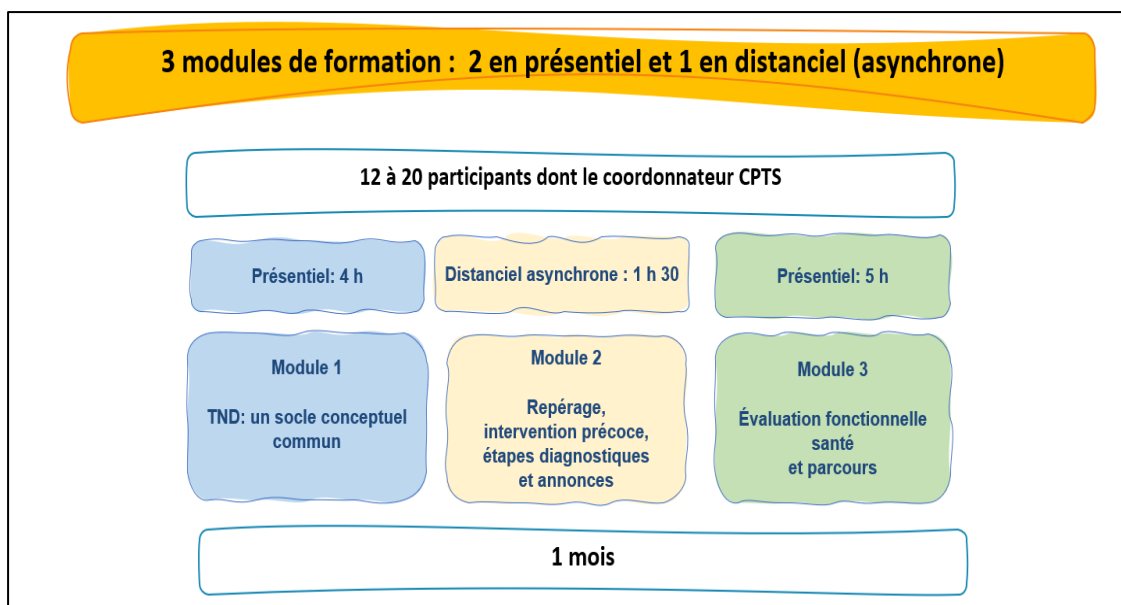 3 modules de formation : 2 en présentiel et 1 en distanciel (asynchrone)
12 à 20 participants dont le coordonnateur CPTS
Présentiel: 4 h
Distanciel asynchrone : 1 h 30
Présentiel: 5 h
Module 1
TND: un socle conceptuel
commun
Module 2
Repérage,
intervention précoce,
étapes diagnostiques
et annonces
Module 3
Évaluation fonctionnelle
santé
et parcours
1 mois